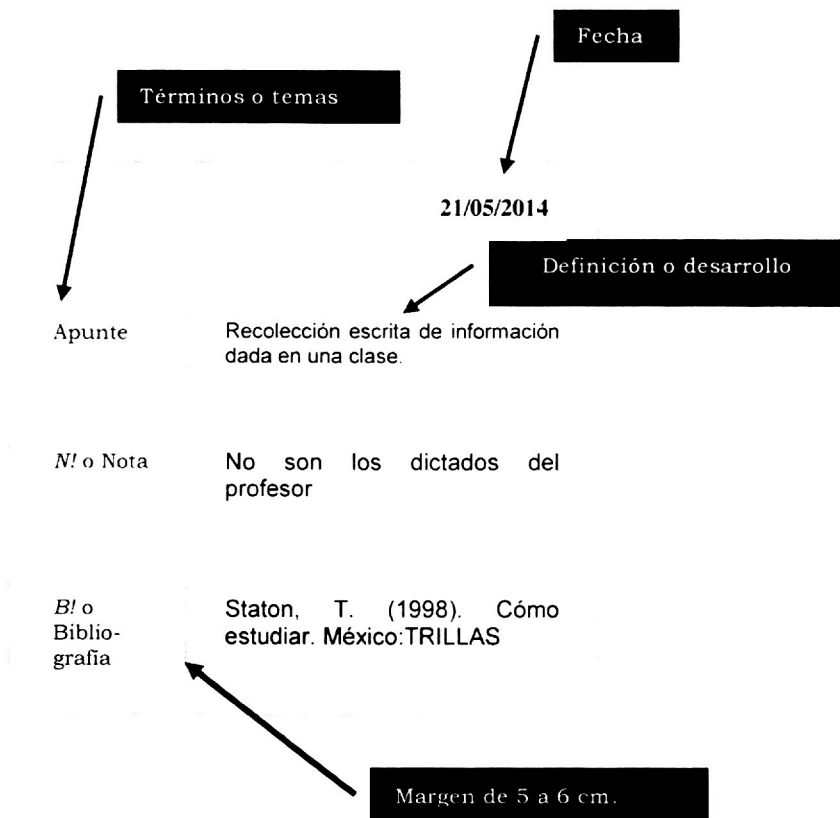 Fecha
Términos o temas
21/05/2014
Definición o desarrollo
Apunte
Recolección escrita de información
dada en una clase.
N! o Nota
No son los dictados del
profesor
B! o
Biblio-
grafía
Staton, T. (1998). Cómo
estudiar. México:TRILLAS
Margen de 5 a 6 cm.